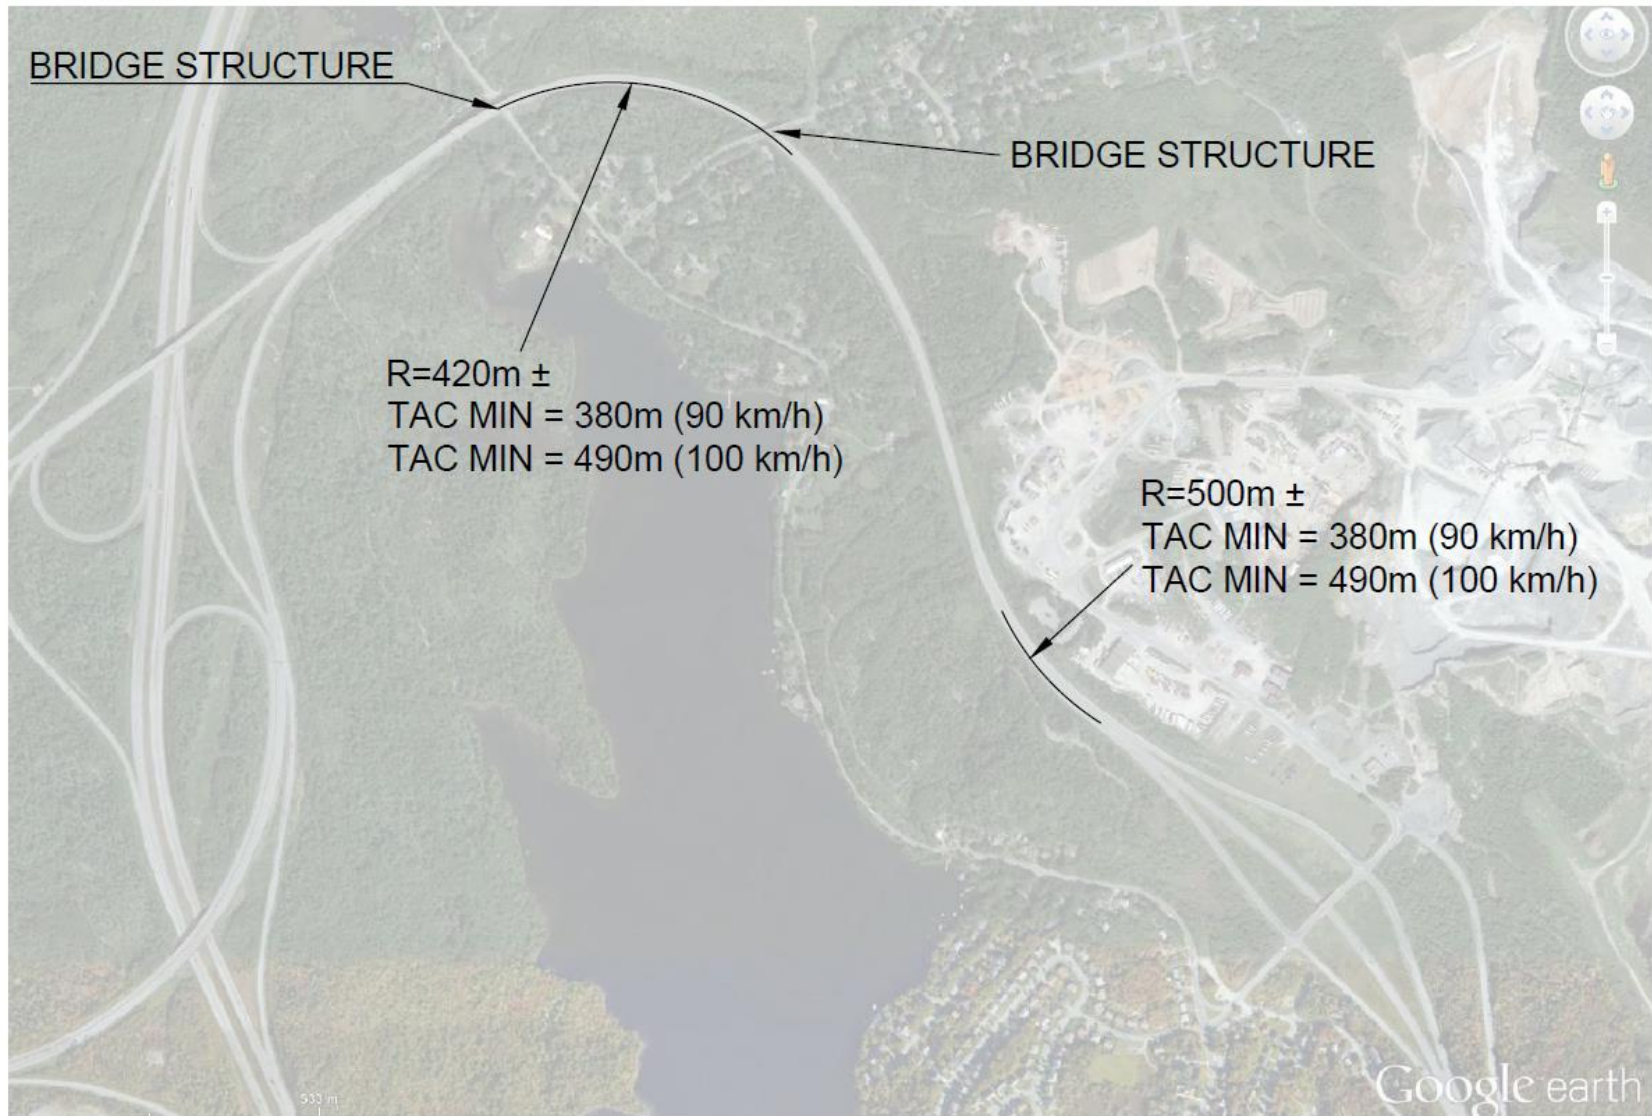 BRIDGE STRUCTURE
BRIDGE STRUCTURE
R=420m ±
TAC MIN = 380m (90 km/h)
TAC MIN = 490m (100 km/h)
R=500m ±
TAC MIN = 380m (90 km/h)
TAC MIN = 490m (100 km/h)
933 m
Google earth